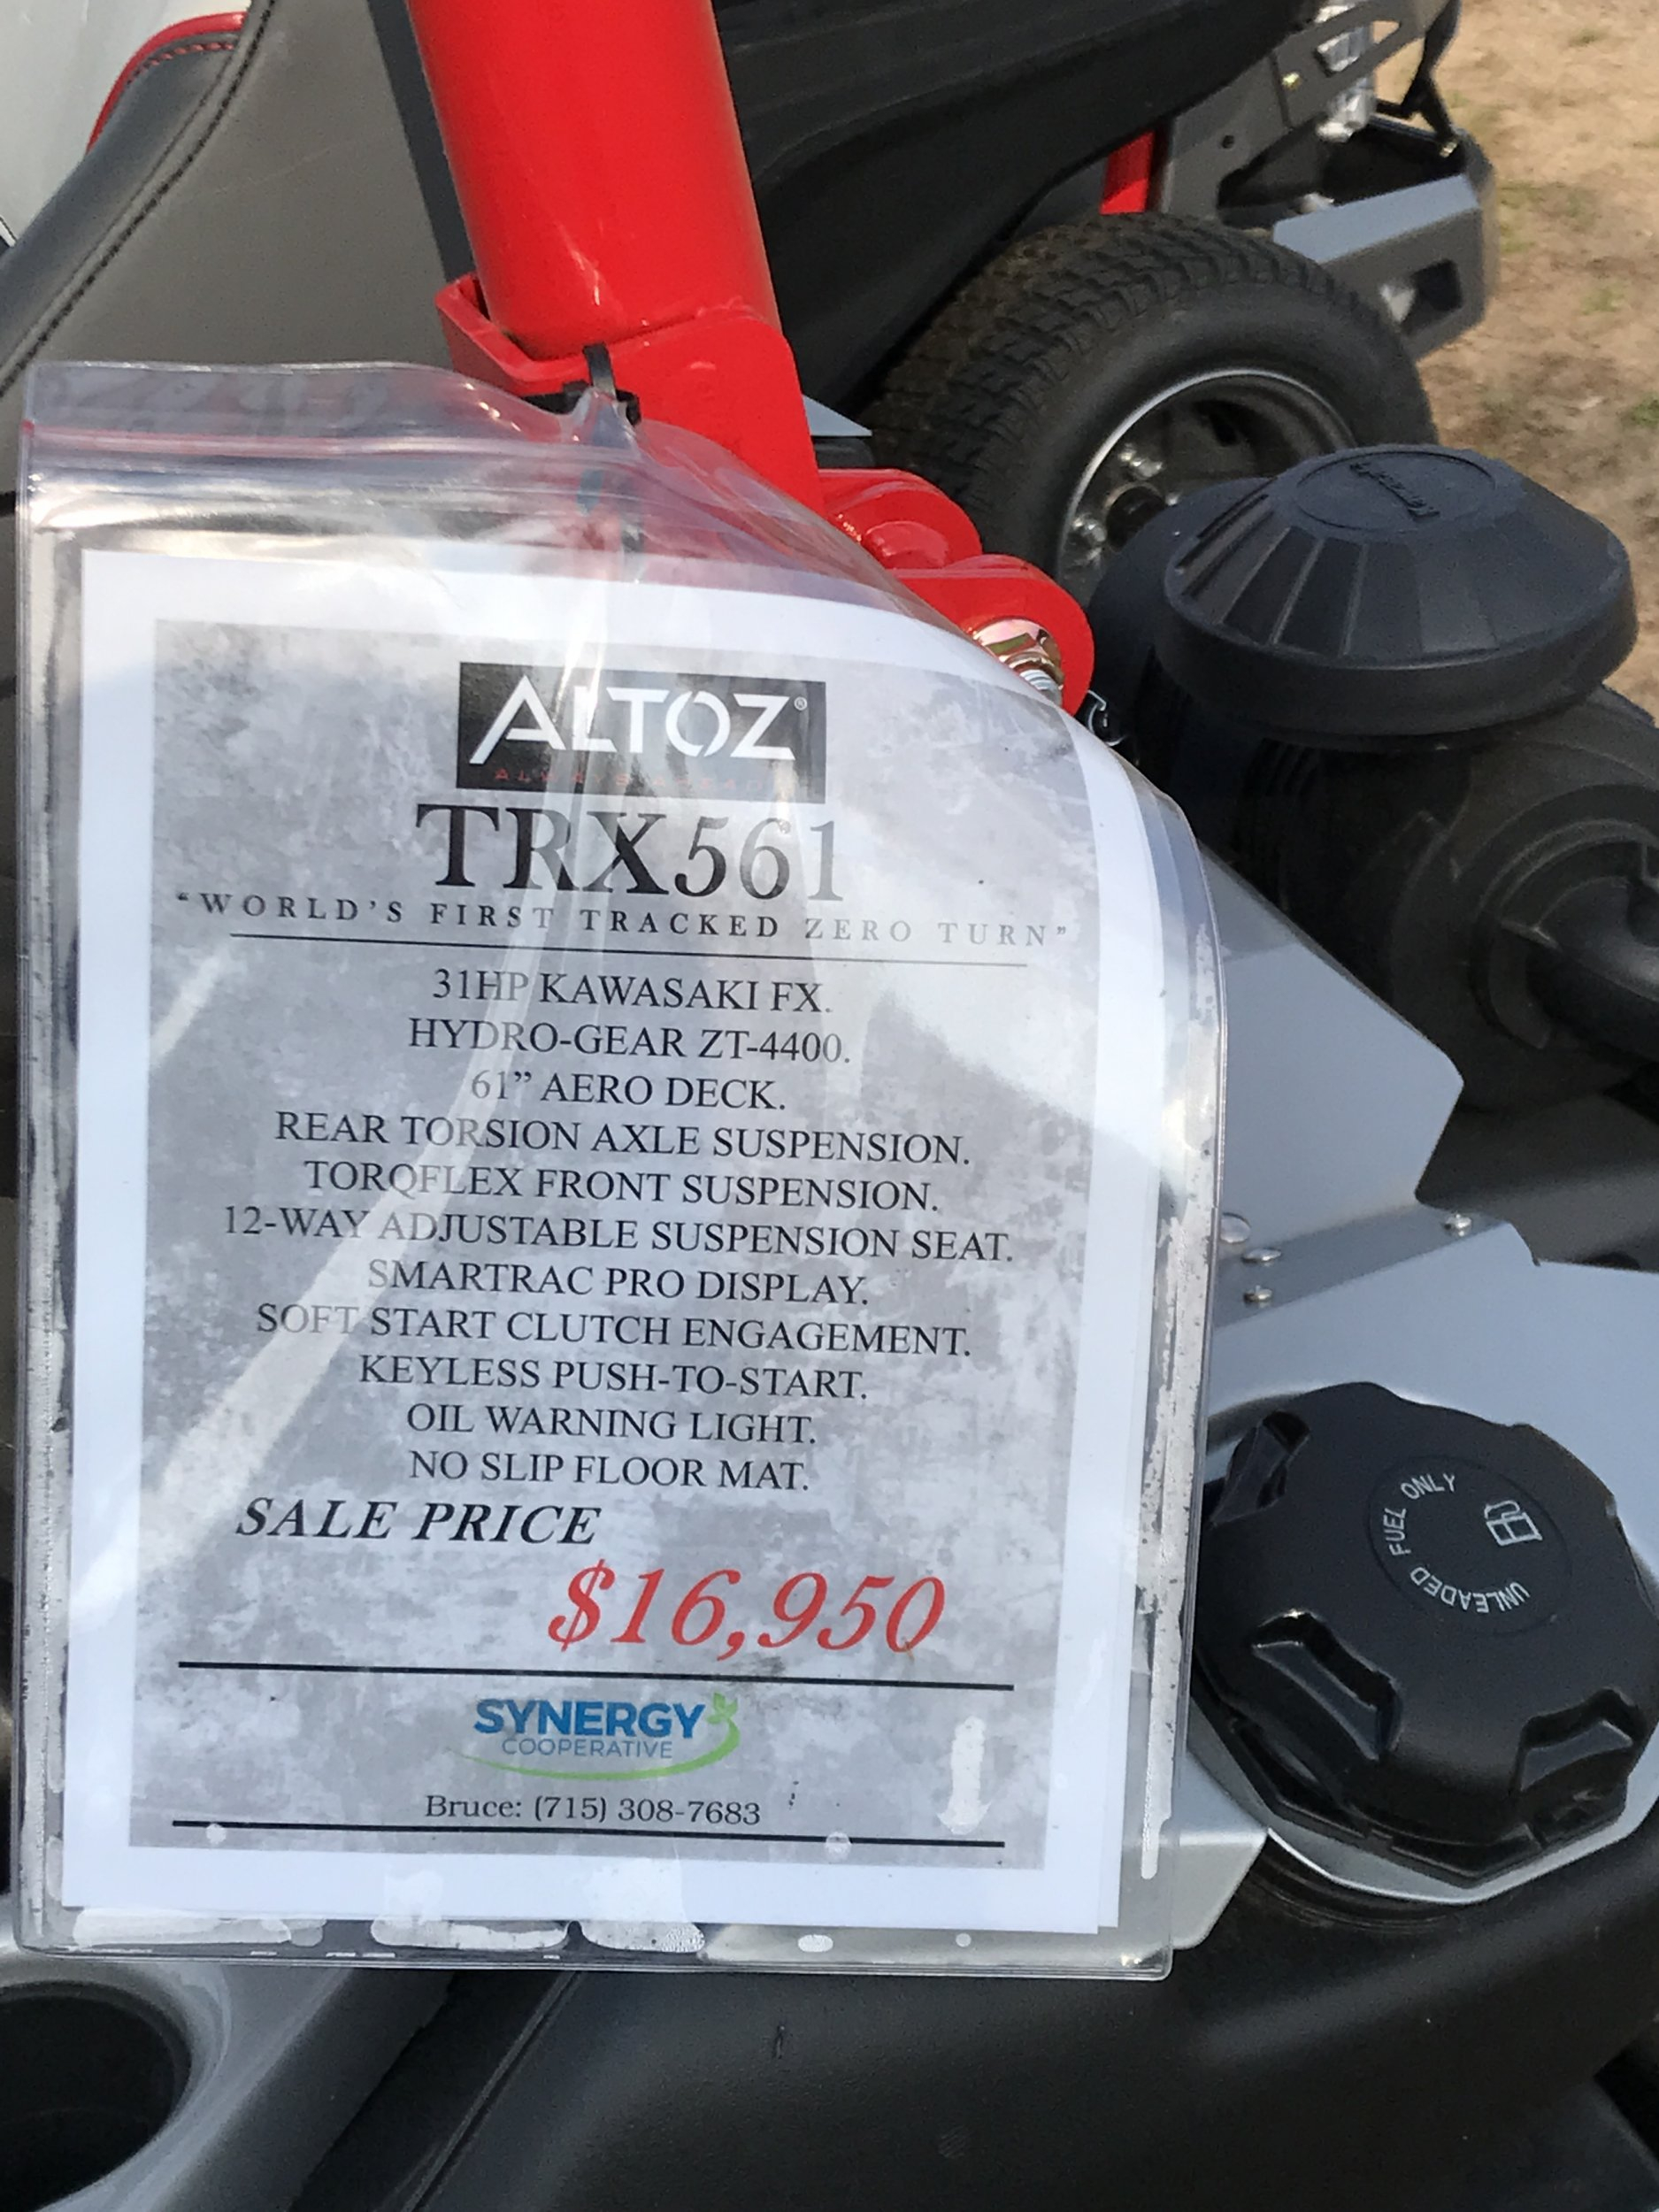 ALTOZ®
TRX561
“WORLD’S FIRST TRACKED ZERO TURN”
31HP KAWASAKI FX.
HYDRO-GEAR ZT-4400.
61” AERO DECK.
REAR TORSION AXLE SUSPENSION.
TORQFLEX FRONT SUSPENSION.
12-WAY ADJUSTABLE SUSPENSION SEAT.
SMARTRAC PRO DISPLAY.
SOFT START CLUTCH ENGAGEMENT.
KEYLESS PUSH-TO-START.
OIL WARNING LIGHT.
NO SLIP FLOOR MAT.
SALE PRICE
$16,950
SYNERGY
COOPERATIVE
Bruce: (715) 308-7683
Kawasaki
UNLEADED FUEL ONLY